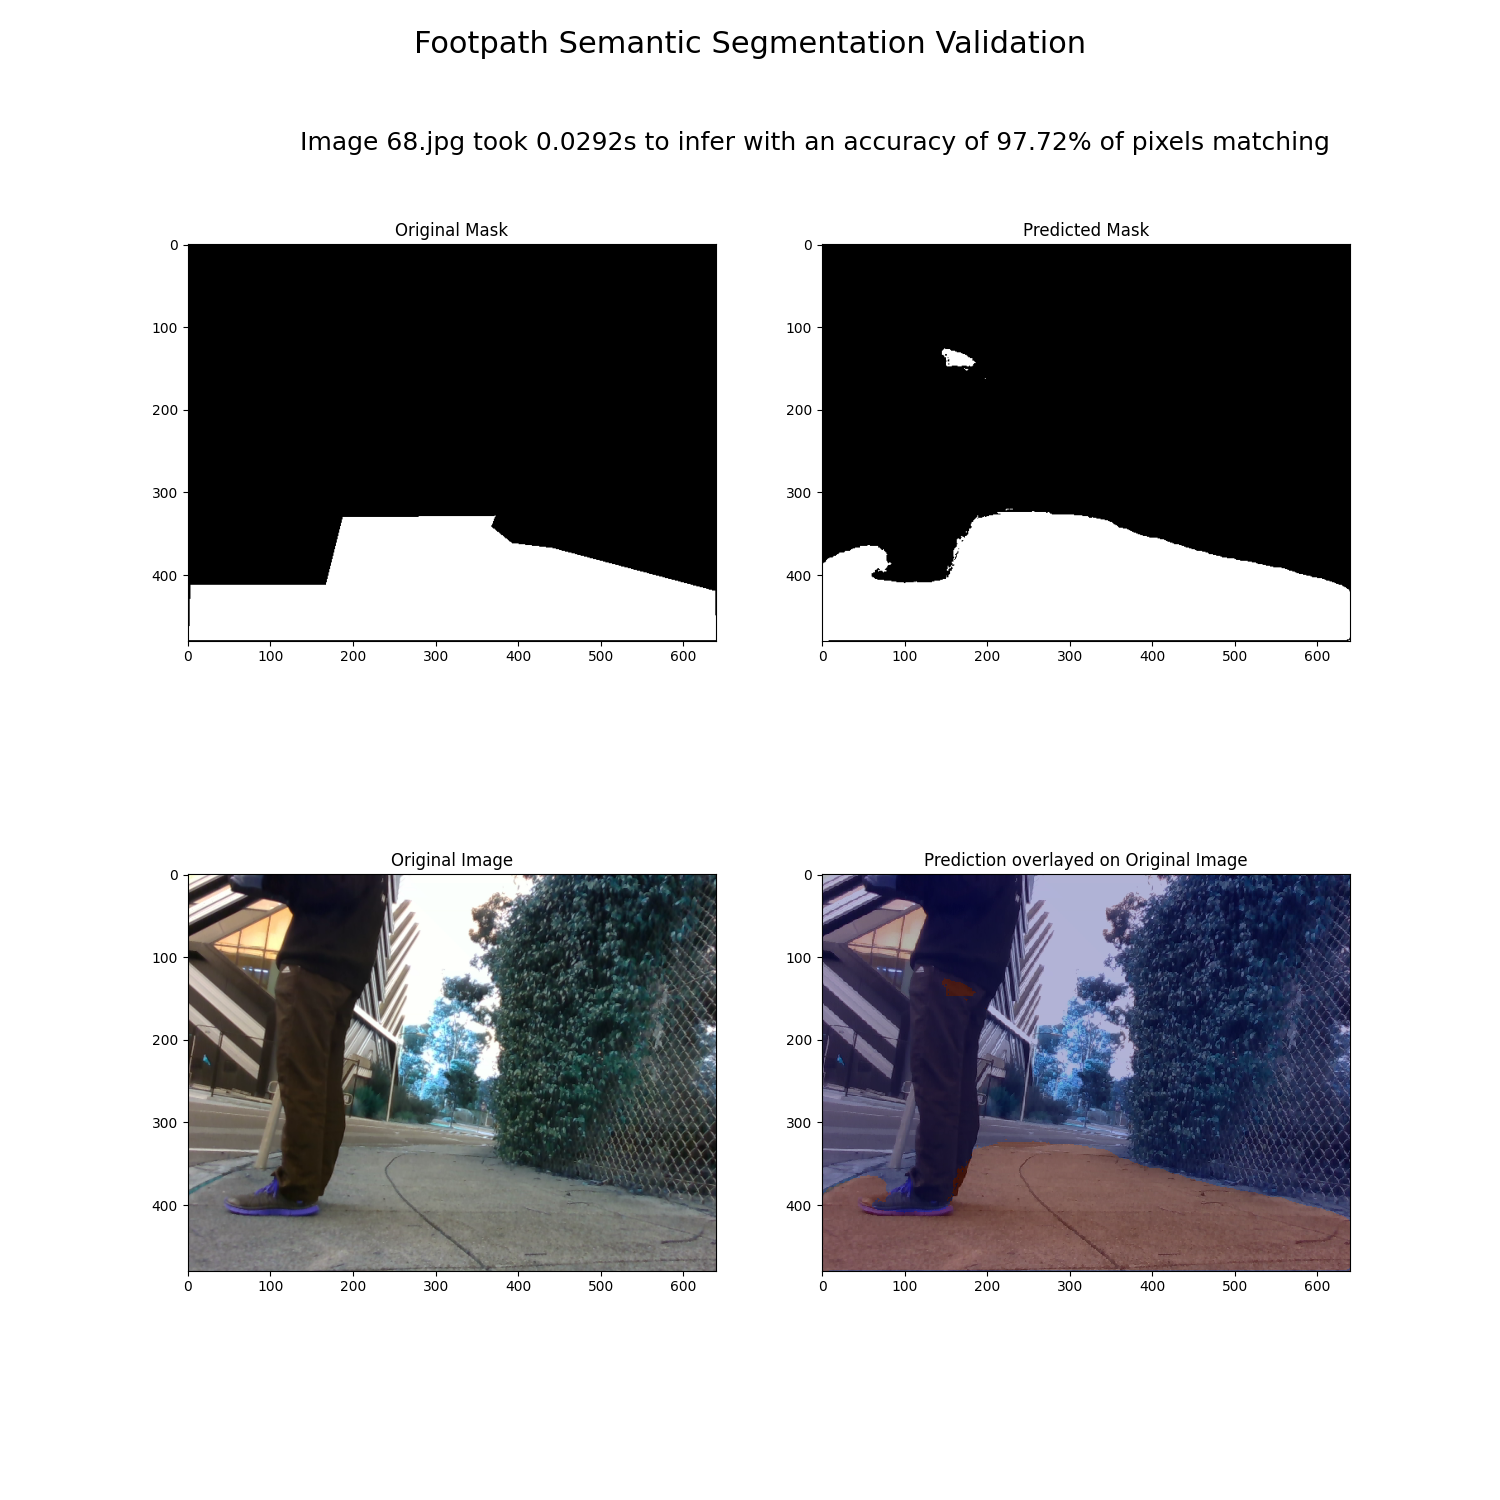 Footpath Semantic Segmentation Validation
Image 68.jpg took 0.0292s to infer with an accuracy of 97.72% of pixels matching
Original Mask
0
100
200
300
400
0 100 200 300 400 500 600
Predicted Mask
0
100
200
300
400
0 100 200 300 400 500 600
Original Image
0
100
200
300
400
0 100 200 300 400 500 600
Prediction overlayed on Original Image
0
100
200
300
400
0 100 200 300 400 500 600